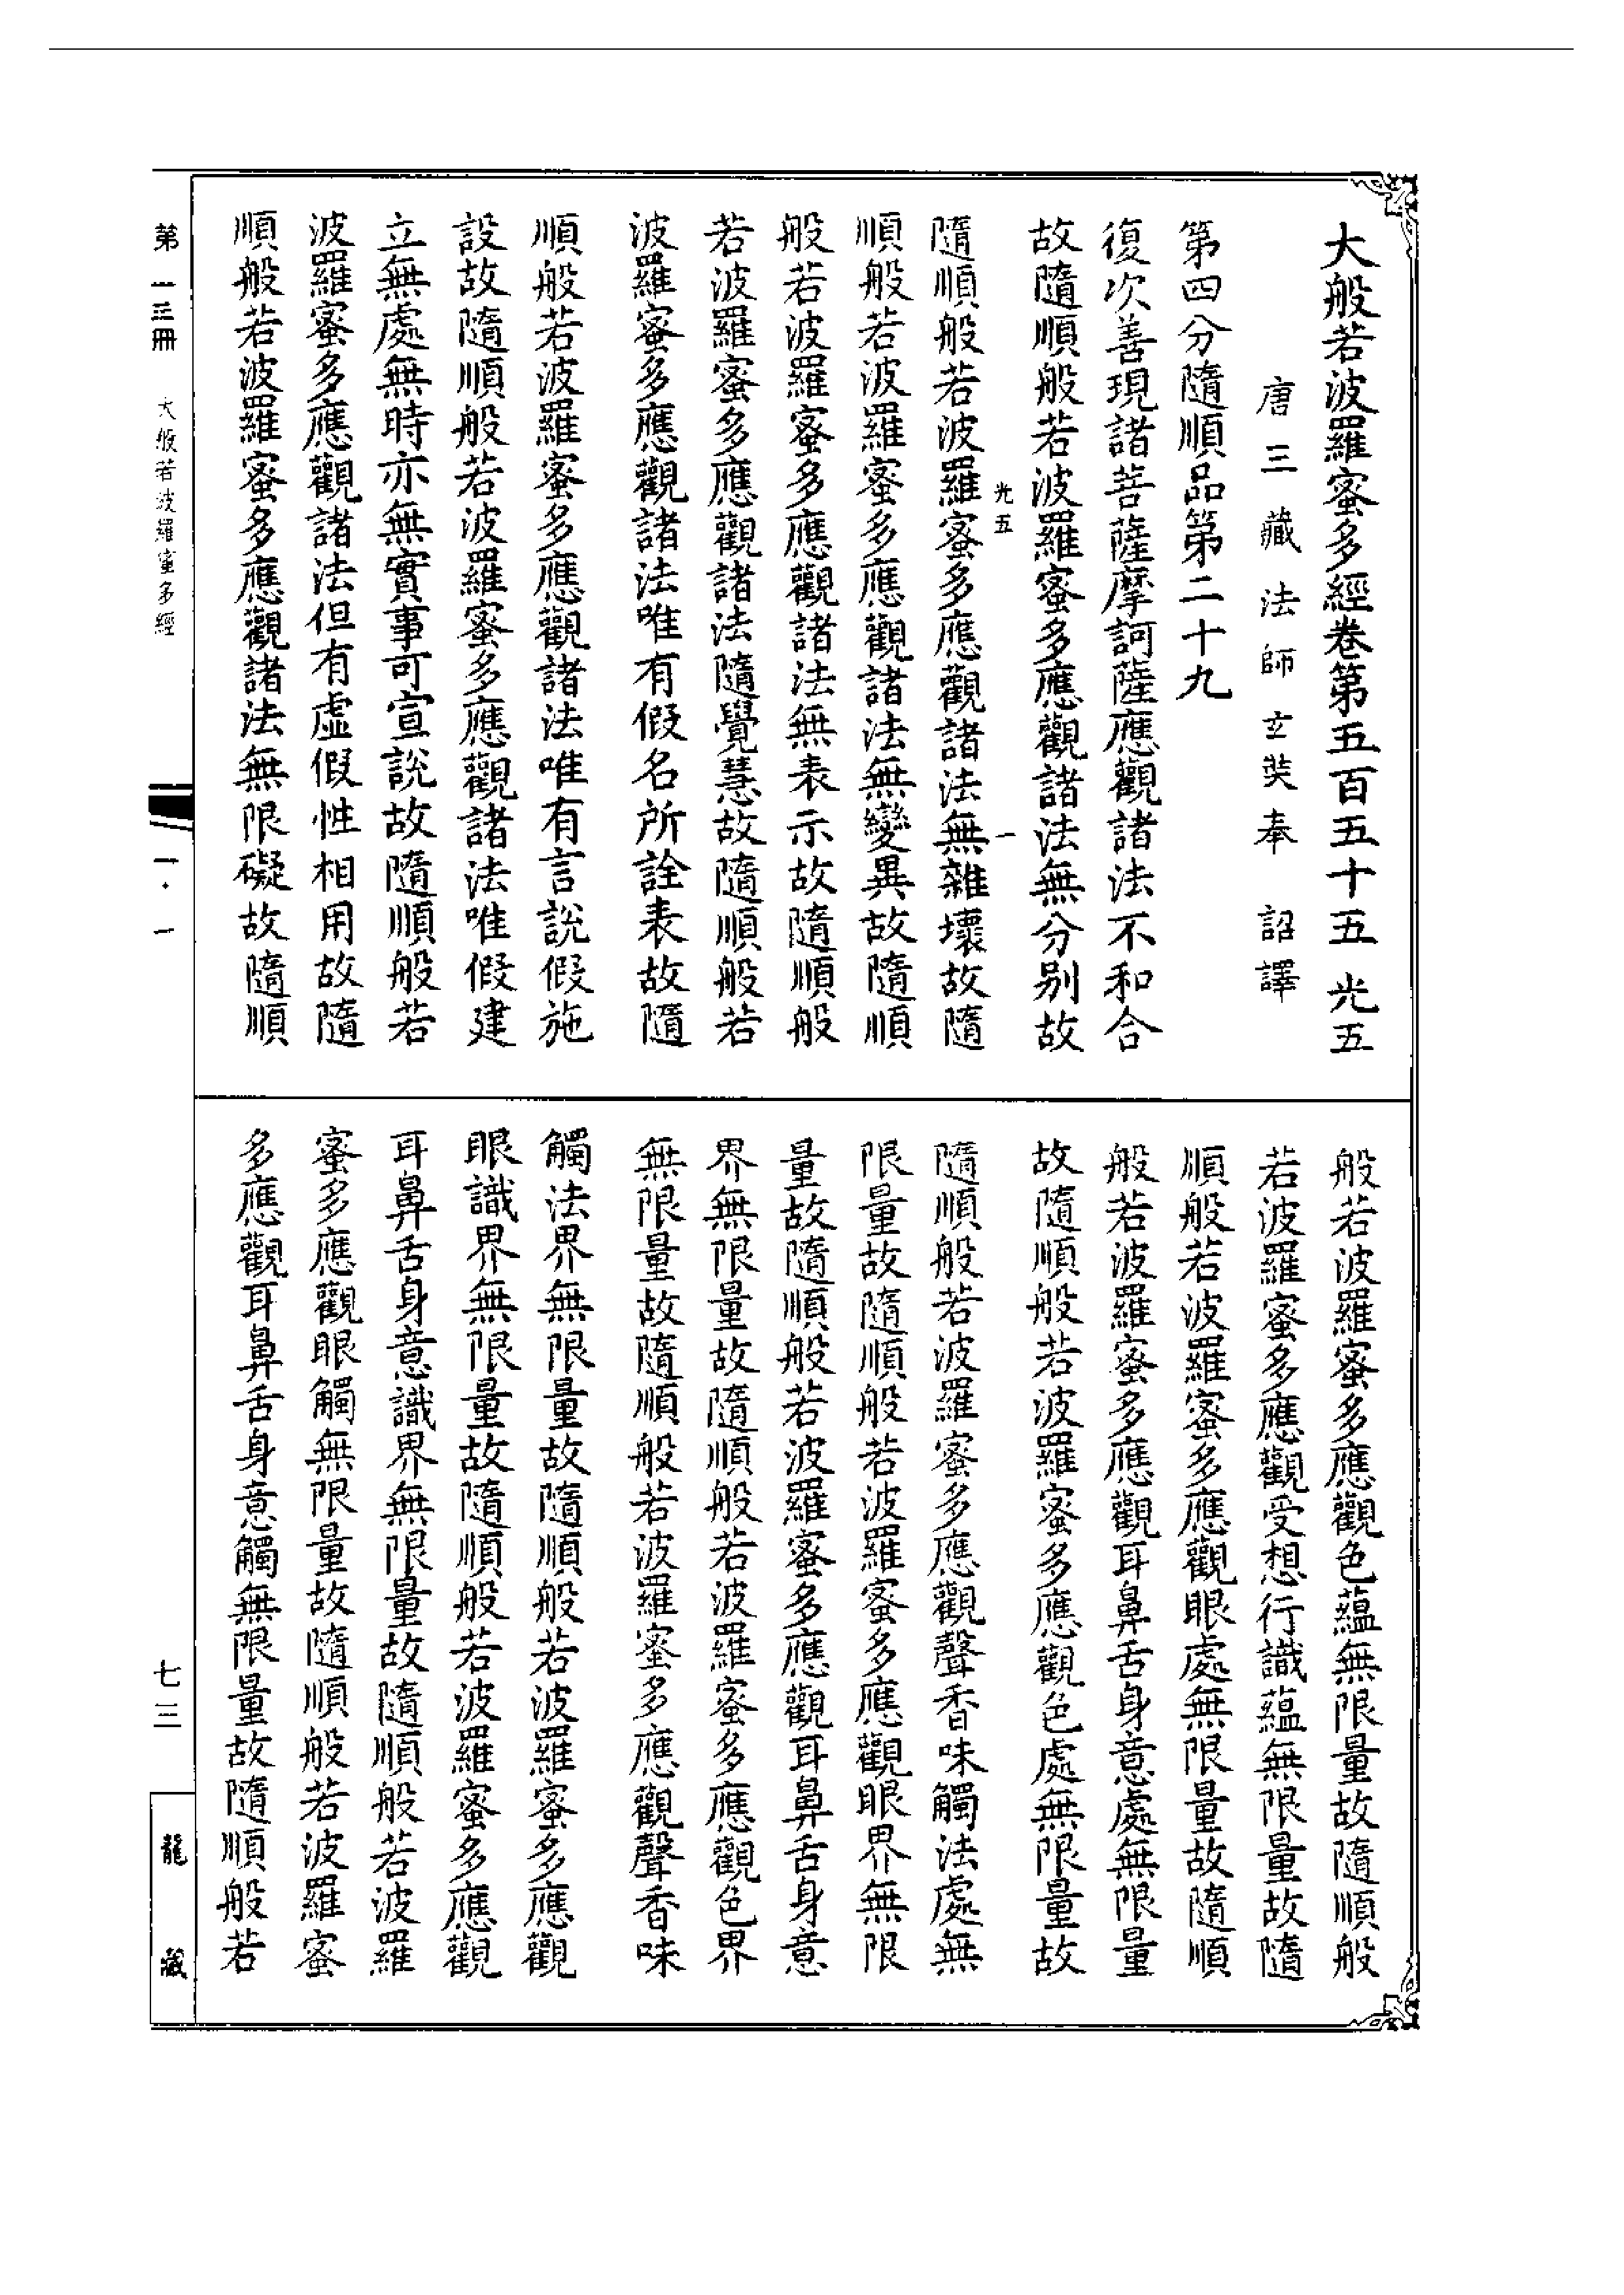 大般若波羅蜜多經卷第五百五十五 光五
唐三藏法師玄奘奉 詔譯
第四分隨順品第二十九
復次善現諸菩薩摩訶薩應觀諸法不和合
故隨順般若波羅蜜多應觀諸法無分别故
光五 一
隨順般若波羅蜜多應觀諸法無雜壞故隨
順般若波羅蜜多應觀諸法無變異故隨順
般若波羅蜜多應觀諸法無表示故隨順般
若波羅蜜多應觀諸法隨覺慧故隨順般若
波羅蜜多應觀諸法唯有假名所詮表故隨
順般若波羅蜜多應觀諸法唯有言說假施
設故隨順般若波羅蜜多應觀諸法唯假建
立無處無時亦無實事可宣說故隨順般若
波羅蜜多應觀諸法但有虛假性相用故隨
順般若波羅蜜多應觀諸法無限礙故隨順
般若波羅蜜多應觀色蘊無限量故隨順般
若波羅蜜多應觀受想行識蘊無限量故隨
順般若波羅蜜多應觀眼處無限量故隨順
般若波羅蜜多應觀耳鼻舌身意處無限量
故隨順般若波羅蜜多應觀色處無限量故
隨順般若波羅蜜多應觀聲香味觸法處無
限量故隨順般若波羅蜜多應觀眼界無限
量故隨順般若波羅蜜多應觀耳鼻舌身意
界無限量故隨順般若波羅蜜多應觀色界
無限量故隨順般若波羅蜜多應觀聲香味
觸法界無限量故隨順般若波羅蜜多應觀
眼識界無限量故隨順般若波羅蜜多應觀
耳鼻舌身意識界無限量故隨順般若波羅
蜜多應觀眼觸無限量故隨順般若波羅蜜
多應觀耳鼻舌身意觸無限量故隨順般若
第一三冊 大般若波羅蜜多經
一·一
七三
龍藏